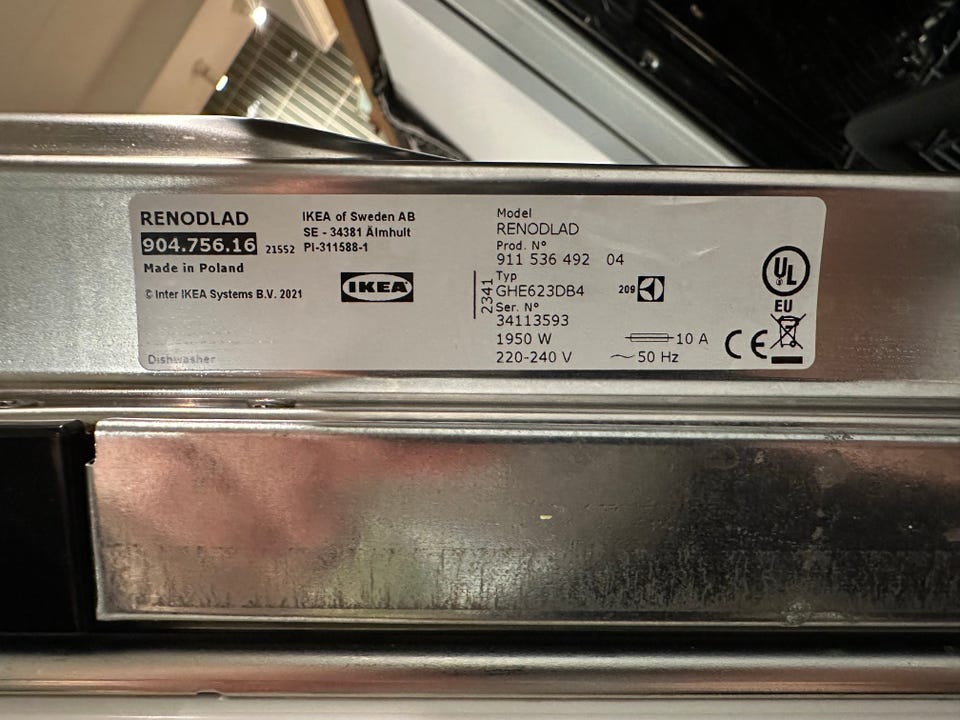 RENODLAD
904.756.16 21552
Made in Poland
© Inter IKEA Systems B.V. 2021
Dishwasher
IKEA of Sweden AB
SE - 34381 Älmhult
PI-311588-1
IKEA
Model
RENODLAD
Prod. N°
911 536 492 04
Typ
GHE623DB4
2341
Ser. N°
34113593
1950 W
10 A
220-240 V
50 Hz
209
UL
EU
CE